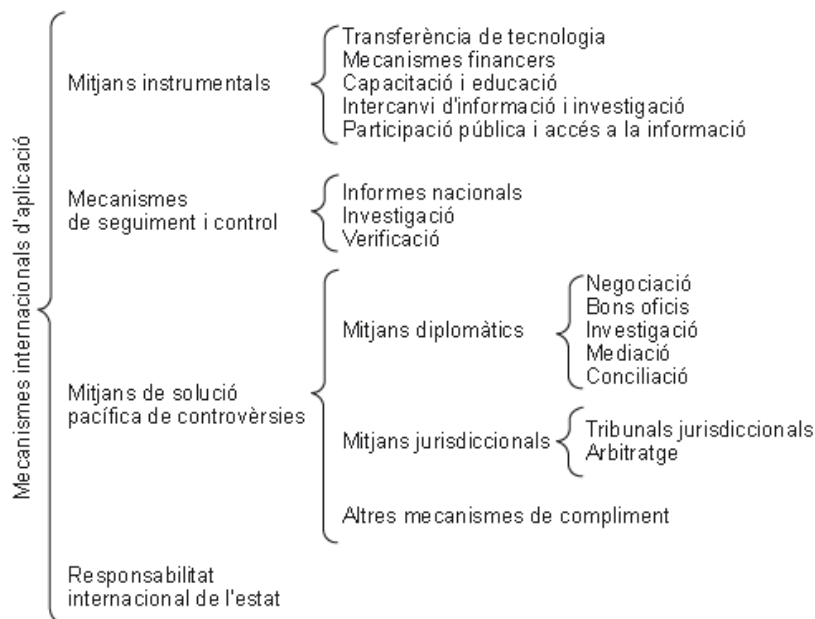 Mecanismes internacionals d'aplicació
Mitjans instrumentals
Transferència de tecnologia
Mecanismes financers
Capacitació i educació
Intercanvi d'informació i investigació
Participació pública i accés a la informació
Mecanismes
de seguiment i control
Informes nacionals
Investigació
Verificació
Mitjans de solució
pacífica de controvèrsies
Mitjans diplomàtics
Negociació
Bons oficis
Investigació
Mediació
Conciliació
Mitjans jurisdiccionals
Tribunals jurisdiccionals
Arbitratge
Altres mecanismes de compliment
Responsabilitat
internacional de l'estat